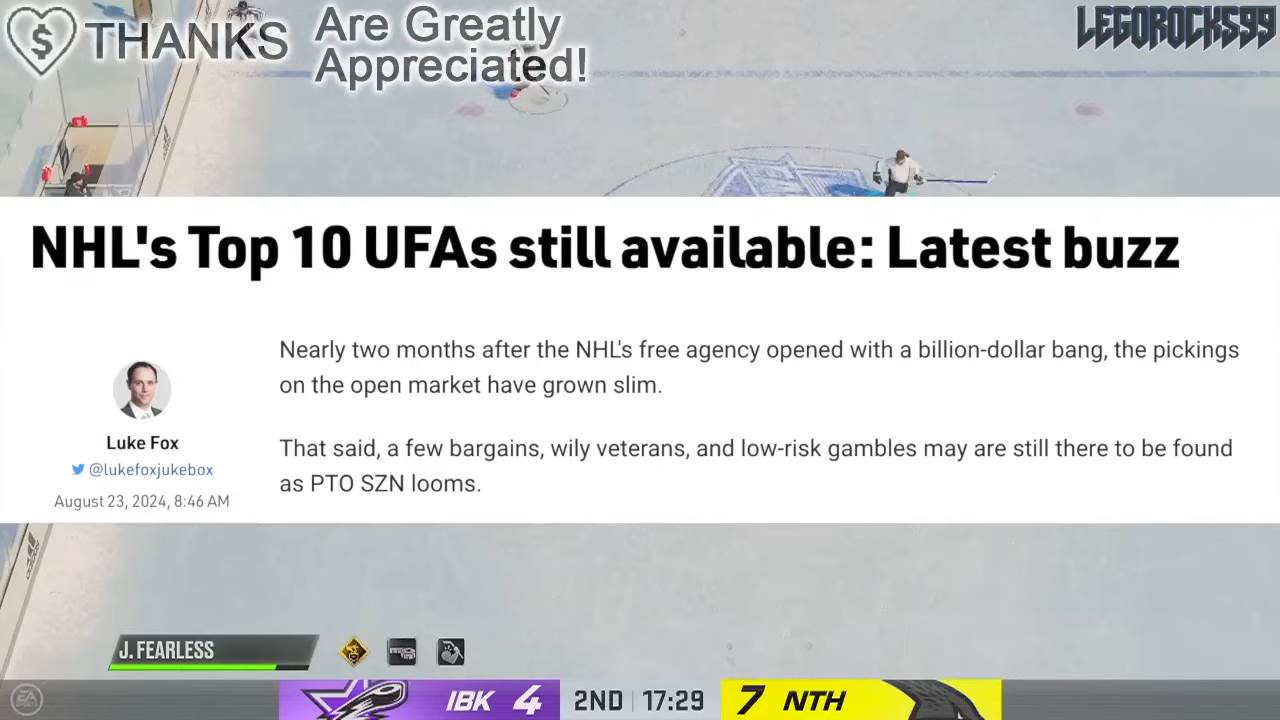 $ THANKS
Are Greatly
Appreciated!
LEGOROCKS99
NHL's Top 10 UFAs still available: Latest buzz
Nearly two months after the NHL's free agency opened with a billion-dollar bang, the pickings
on the open market have grown slim.
Luke Fox
@lukefoxjukebox
August 23, 2024, 8:46 AM
That said, a few bargains, wily veterans, and low-risk gambles may are still there to be found
as PTO SZN looms.
J. FEARLESS
EA
SPORTS
IBK 4 2ND 17:29 7 NTH